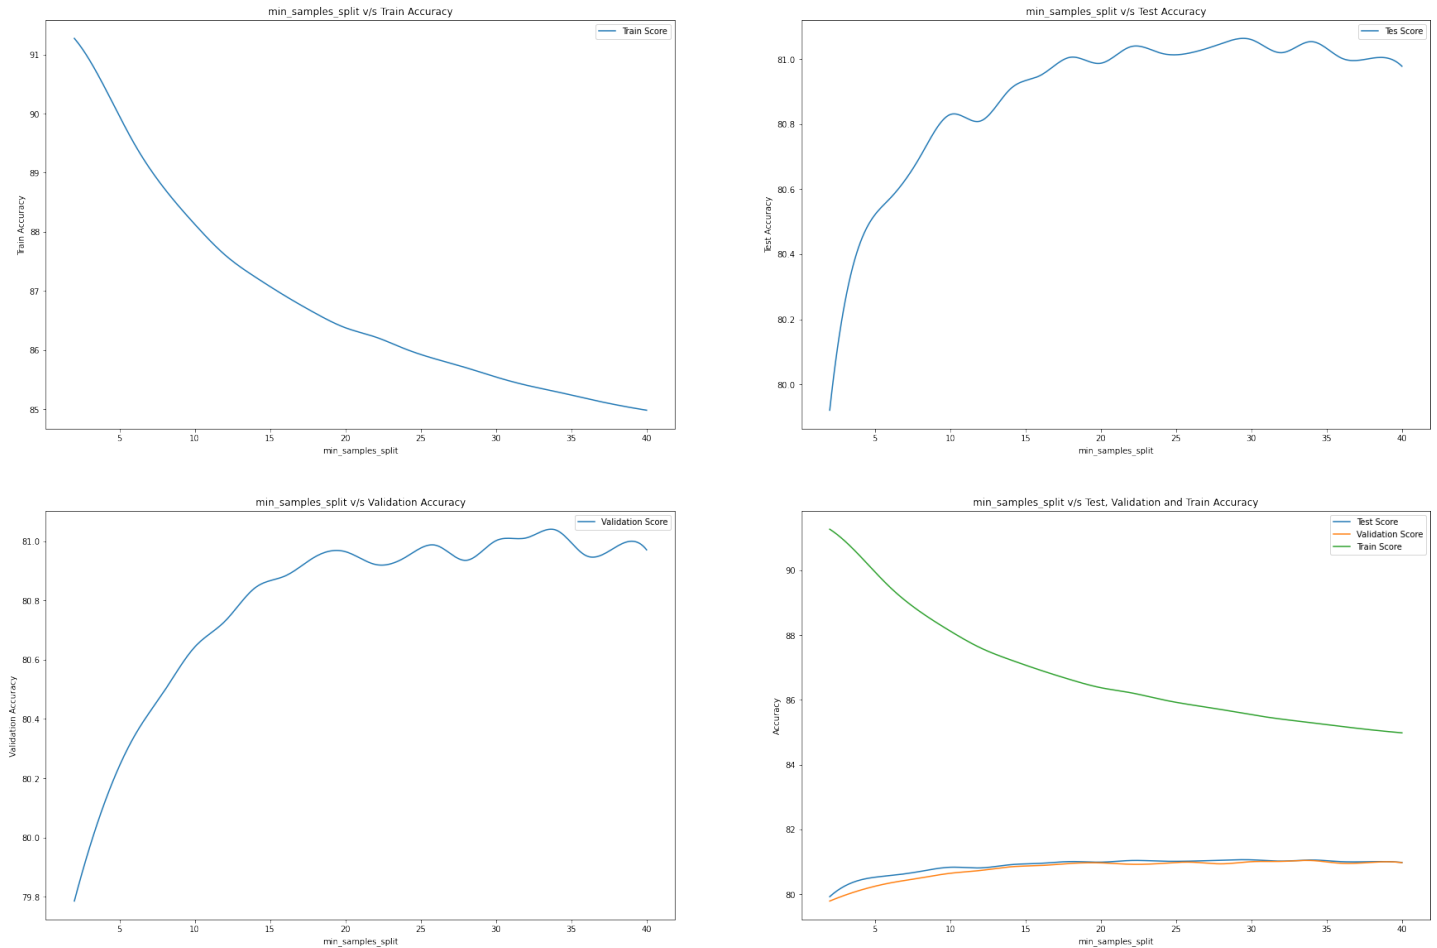 min_samples_split v/s Train Accuracy
Train Score
91
90
89
88
87
86
85
Train Accuracy
5 10 15 20 25 30 35 40
min_samples_split
min_samples_split v/s Test Accuracy
Tes Score
81.0
80.8
80.6
80.4
80.2
80.0
Test Accuracy
5 10 15 20 25 30 35 40
min_samples_split
min_samples_split v/s Validation Accuracy
Validation Score
81.0
80.8
80.6
80.4
80.2
80.0
79.8
Validation Accuracy
5 10 15 20 25 30 35 40
min_samples_split
min_samples_split v/s Test, Validation and Train Accuracy
Test Score
Validation Score
Train Score
90
88
86
84
82
80
Accuracy
5 10 15 20 25 30 35 40
min_samples_split